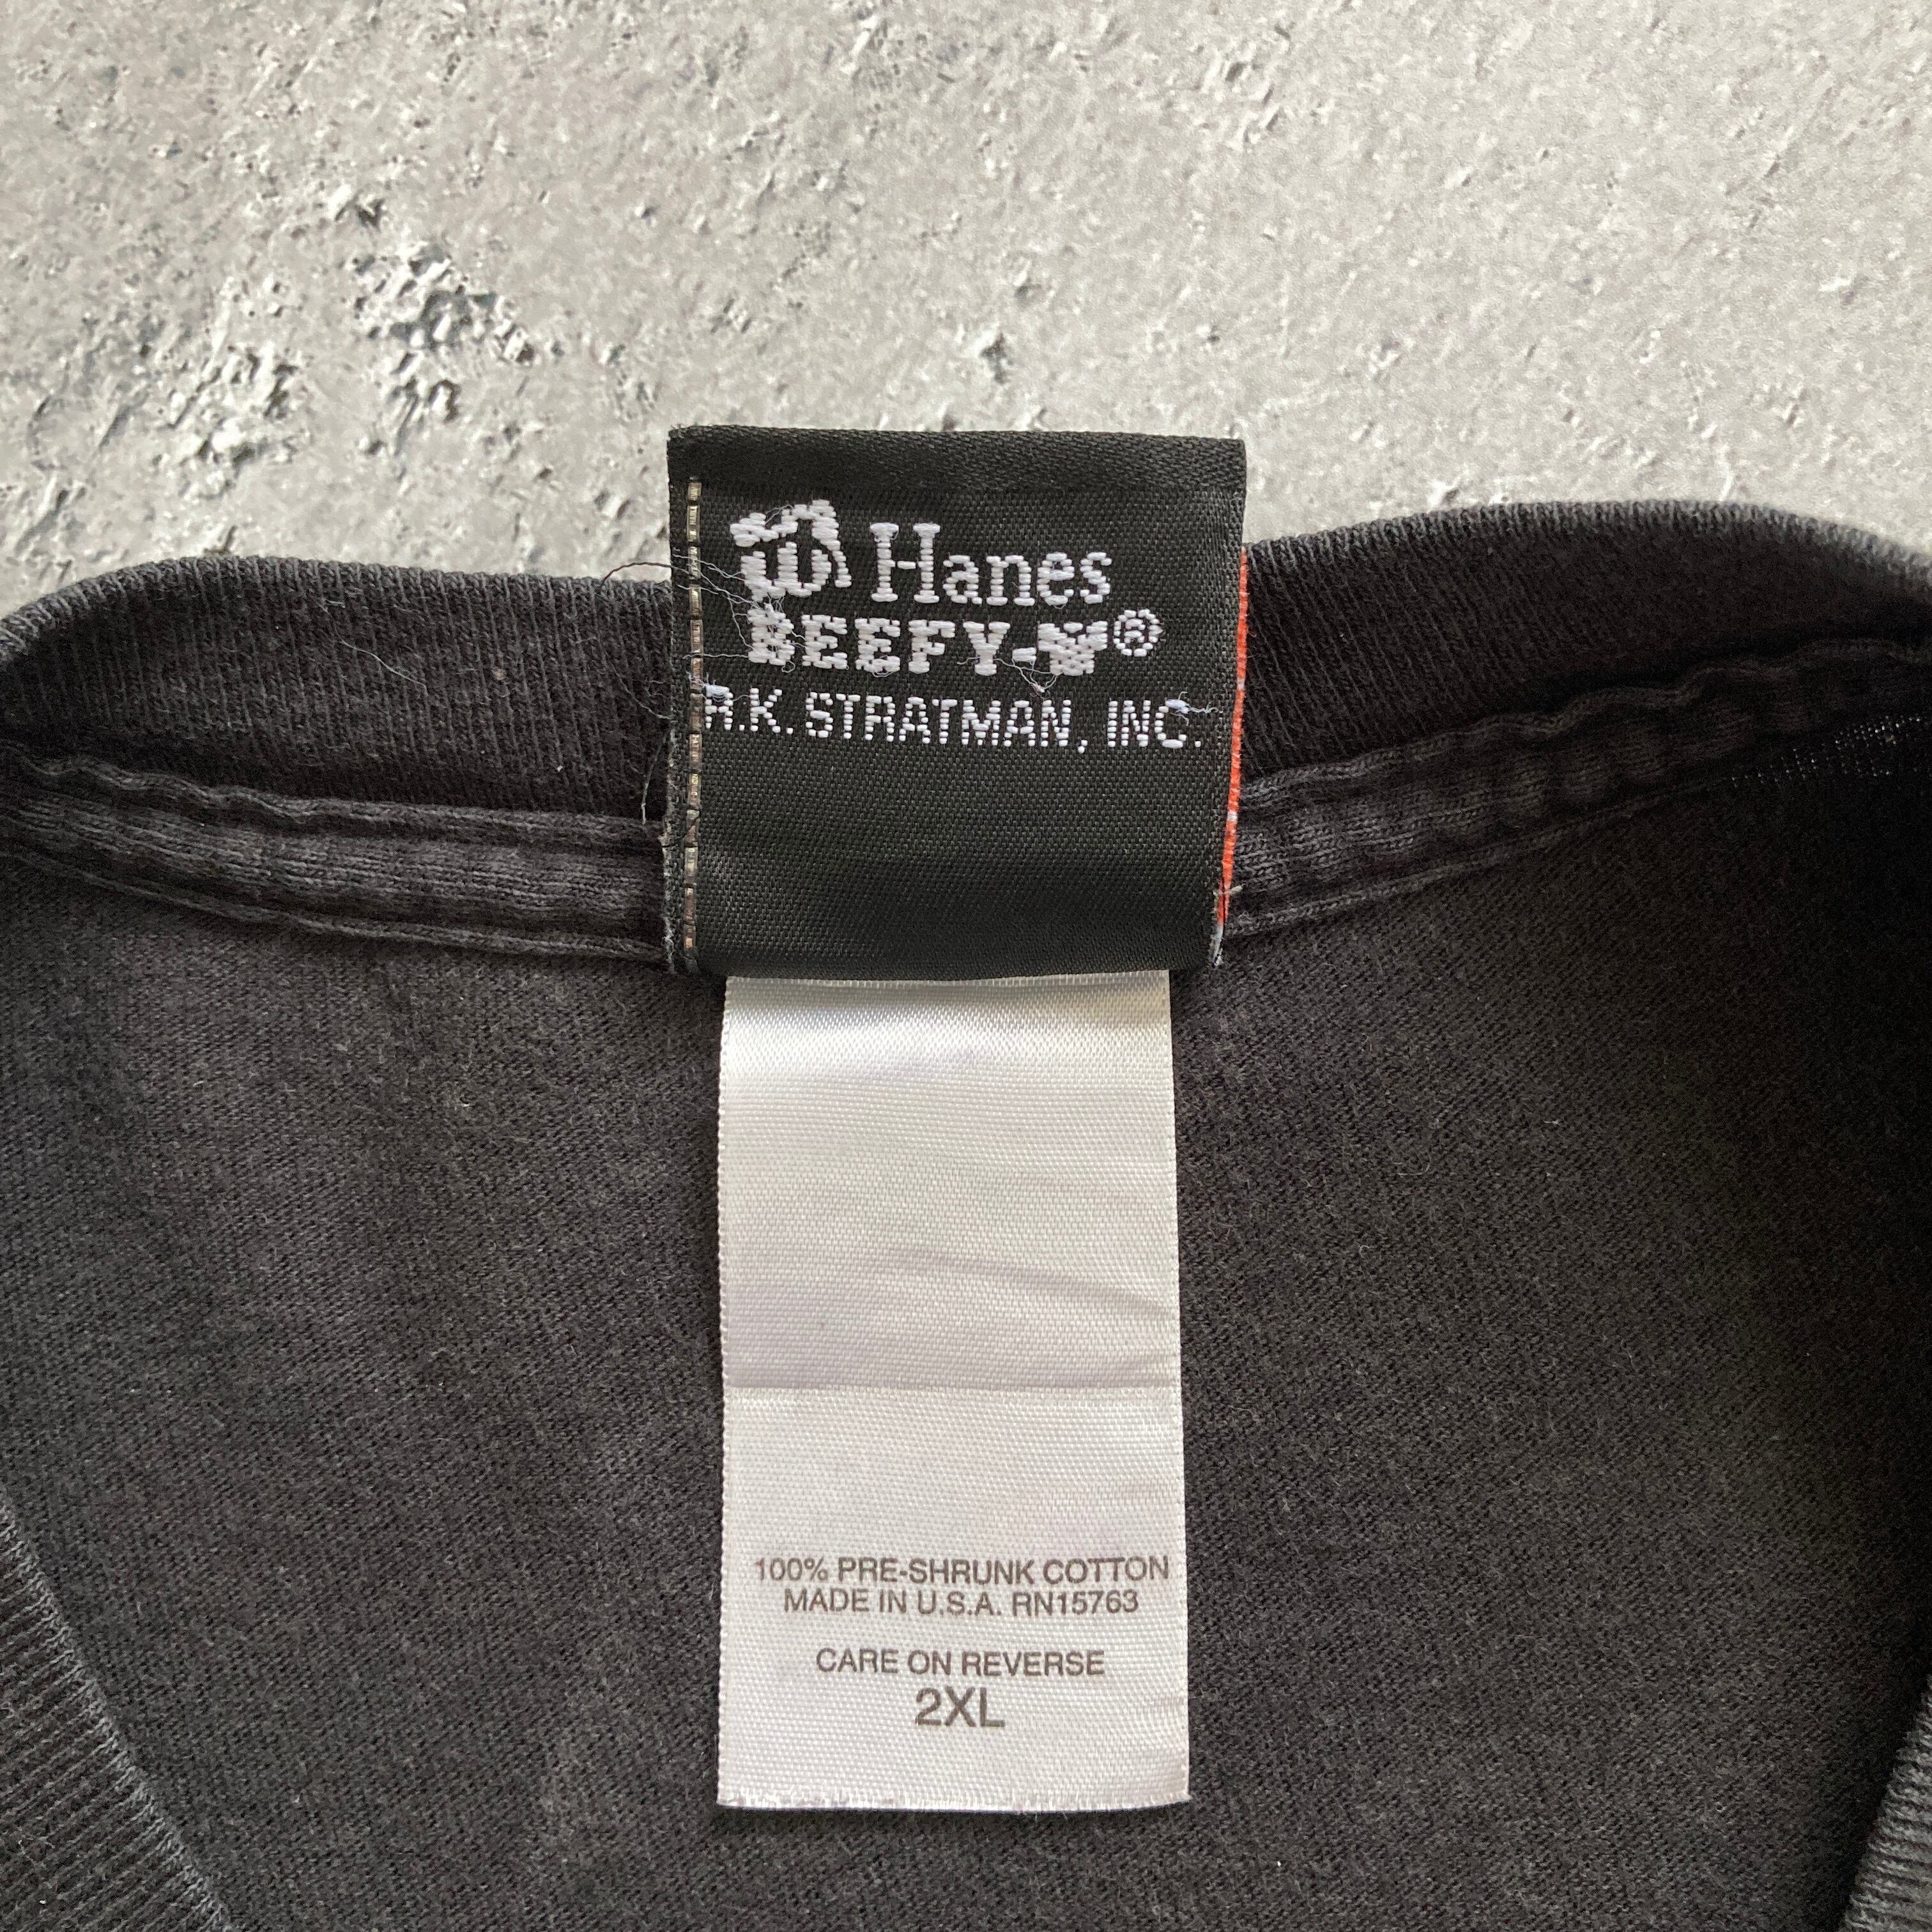 Hanes
BEEFY-T®
R.K. STRATMAN, INC.
100% PRE-SHRUNK COTTON
MADE IN U.S.A. RN15763
CARE ON REVERSE
2XL